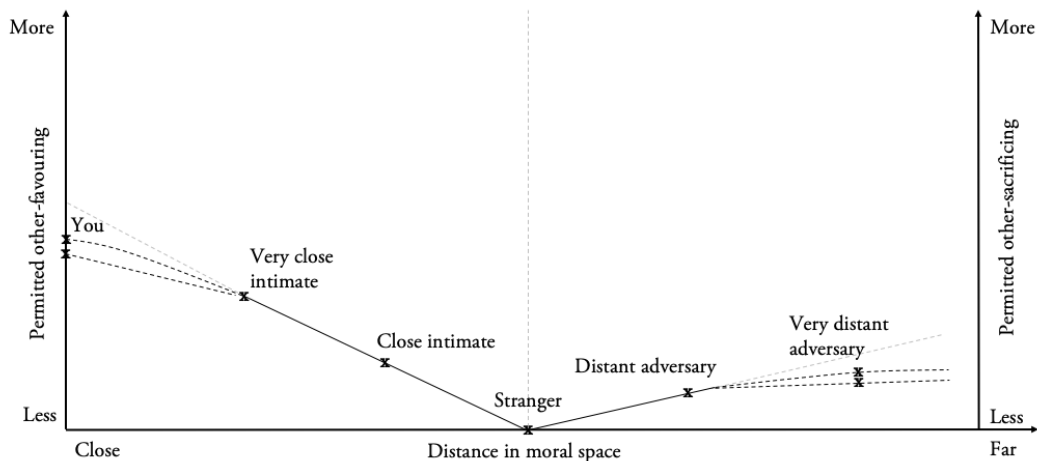 More
More
Permitted other-favouring
Permitted other-sacrificing
You
Very close
intimate
Close intimate
Stranger
Distant adversary
Very distant
adversary
Less
Less
Close
Distance in moral space
Far